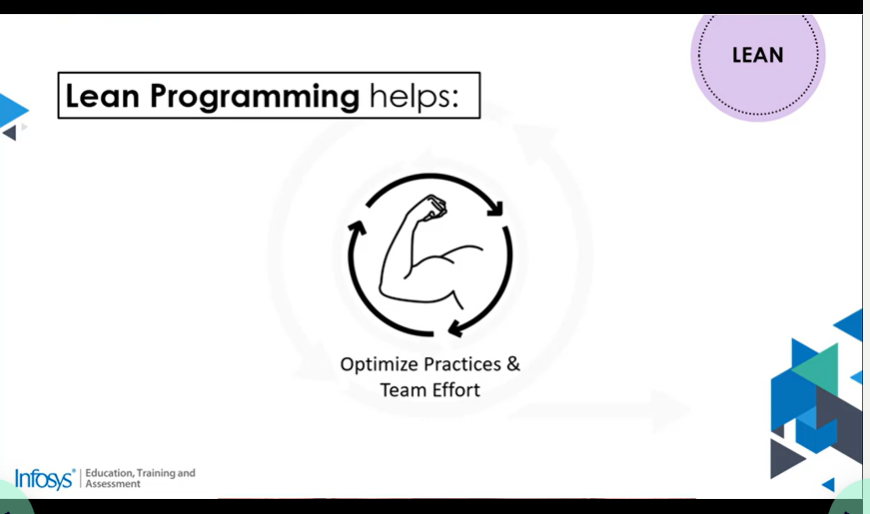 LEAN
Lean Programming helps:
Optimize Practices &
Team Effort
Infosys®
Education, Training and
Assessment